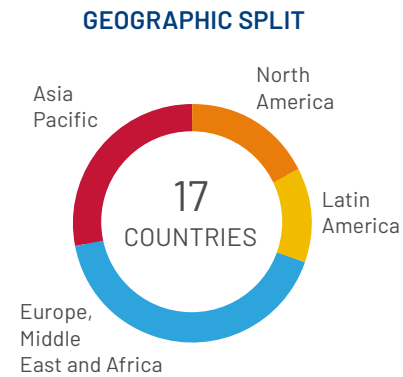 GEOGRAPHIC SPLIT
North
America
Asia
Pacific
17
COUNTRIES
Latin
America
Europe,
Middle
East and Africa